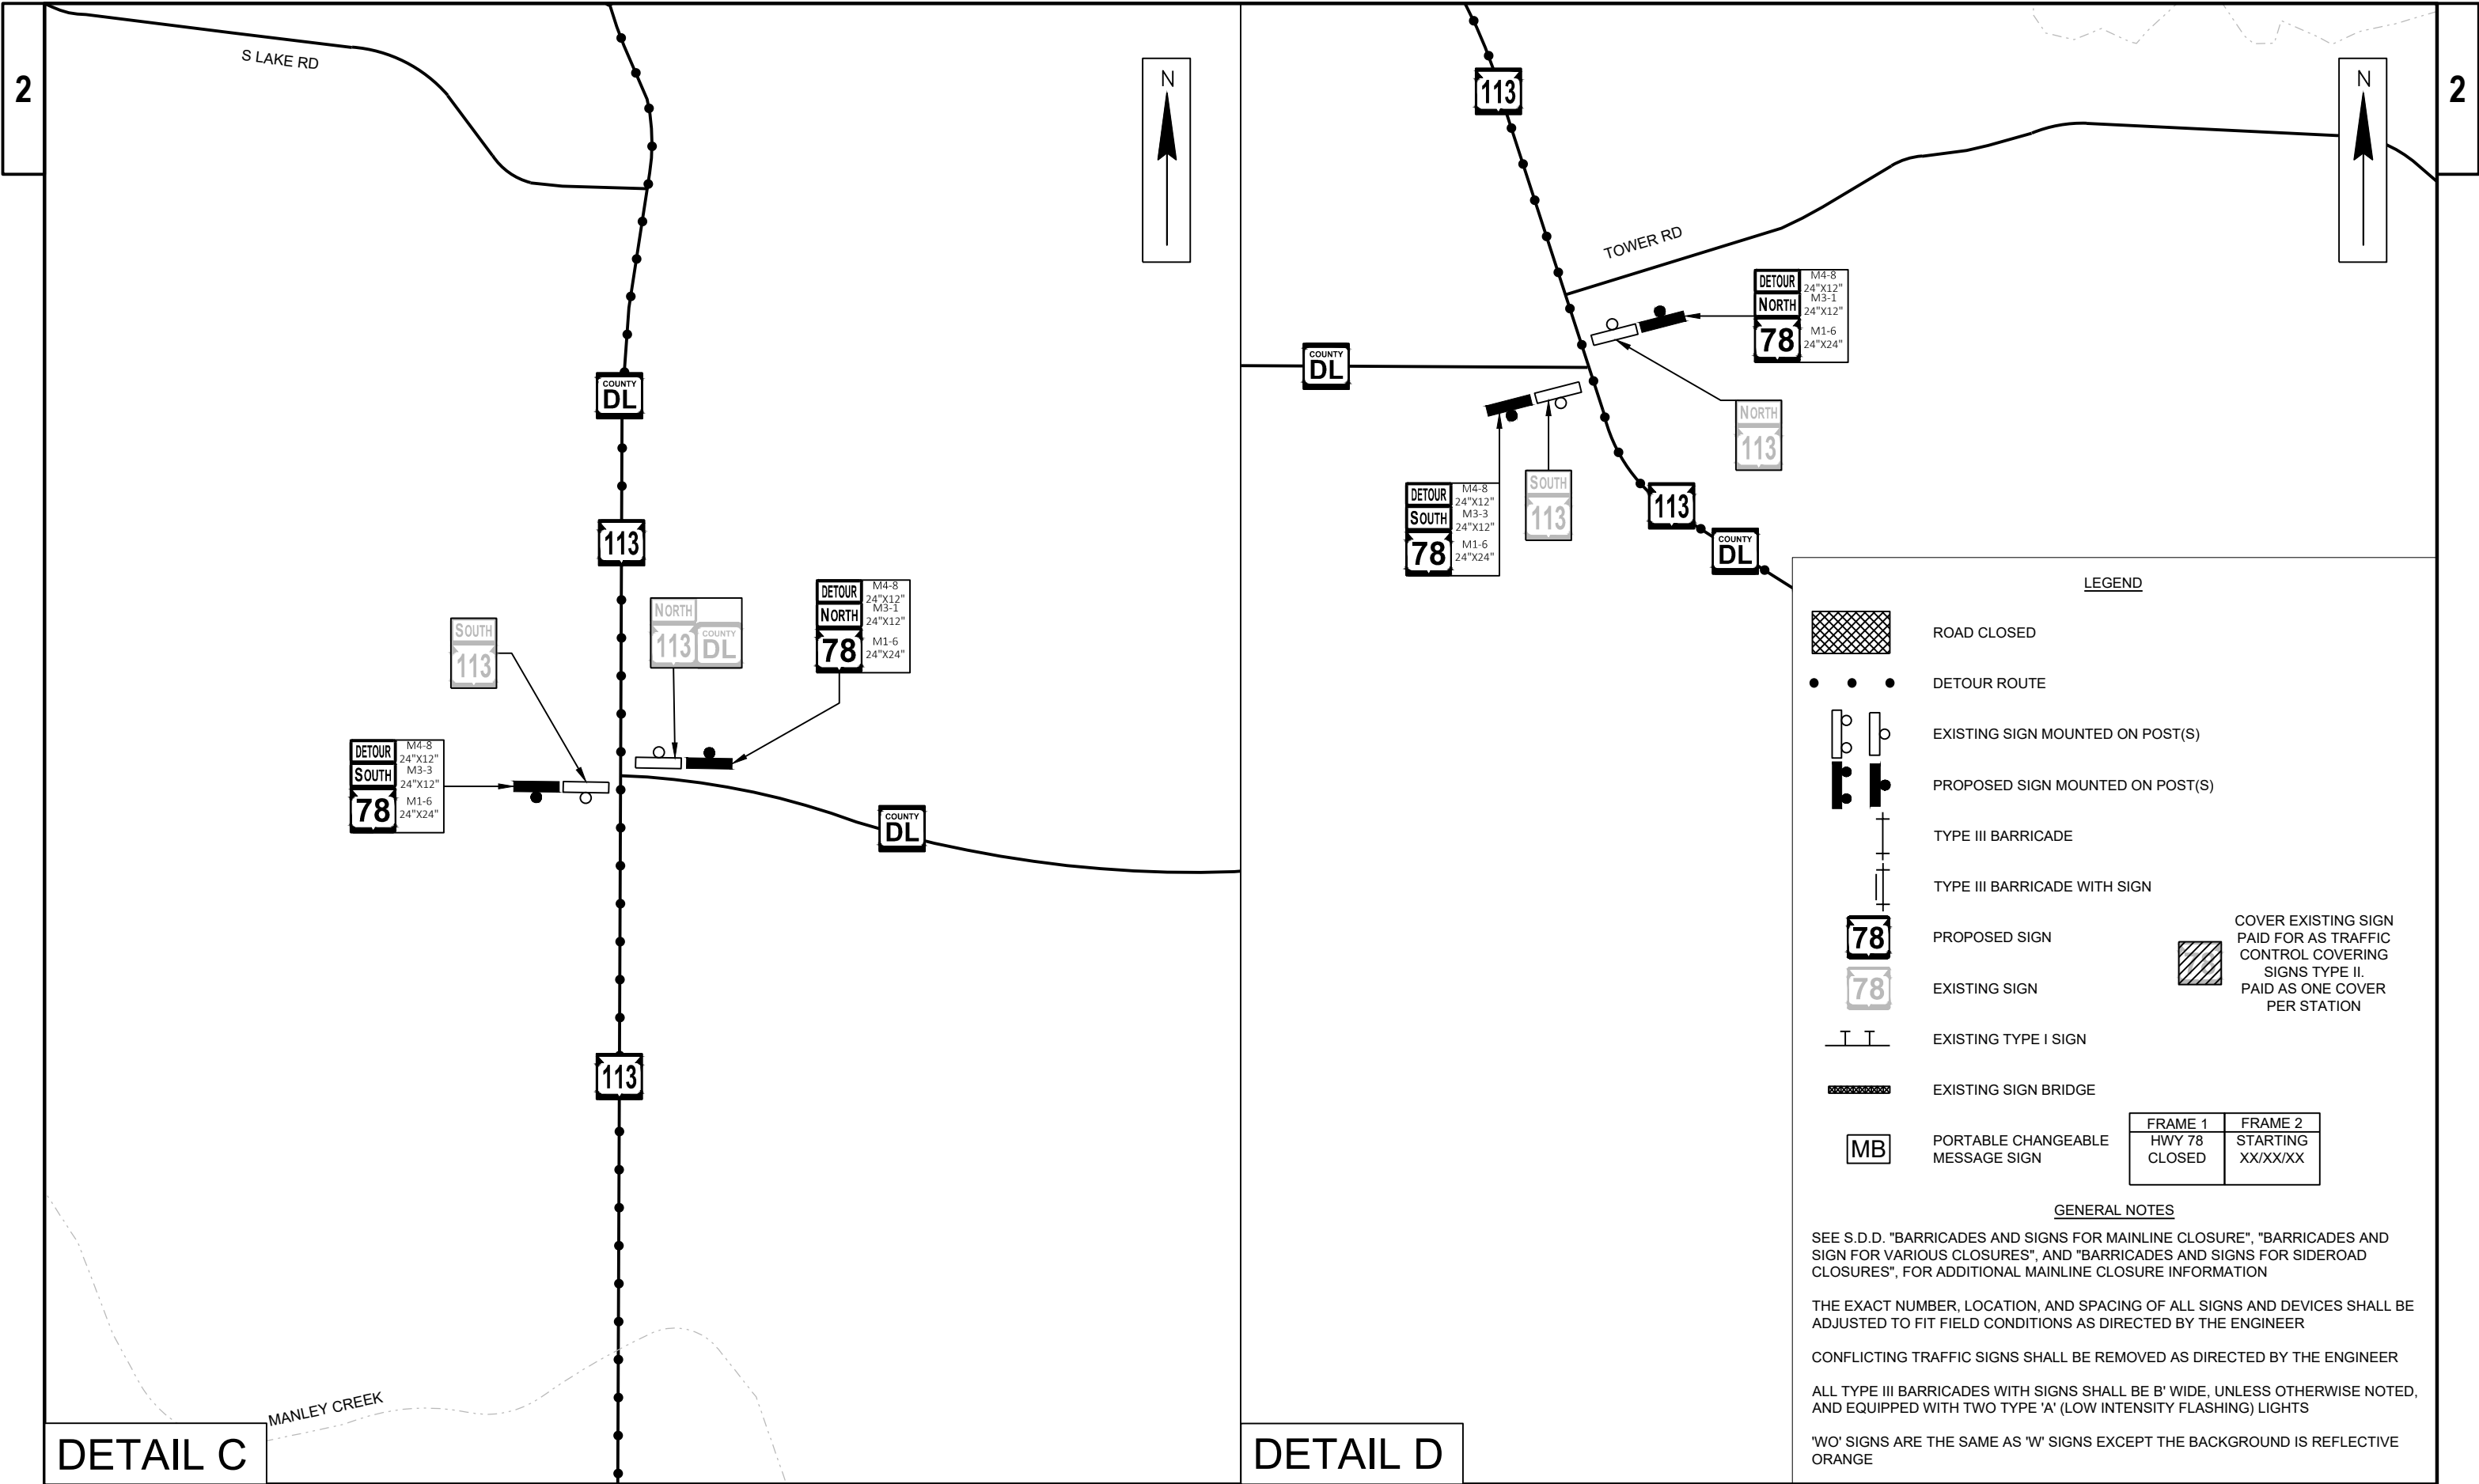 2
S LAKE RD
N
COUNTY
DL
113
SOUTH
113
NORTH
113
COUNTY
DL
DETOUR
NORTH
78
M4-8
24"X12"
M3-1
24"X12"
M1-6
24"X24"
DETOUR
SOUTH
78
M4-8
24"X12"
M3-3
24"X12"
M1-6
24"X24"
COUNTY
DL
113
MANLEY CREEK
DETAIL C
113
N
2
TOWER RD
DETOUR
NORTH
78
M4-8
24"X12"
M3-1
24"X12"
M1-6
24"X24"
COUNTY
DL
NORTH
113
DETOUR
SOUTH
78
M4-8
24"X12"
M3-3
24"X12"
M1-6
24"X24"
SOUTH
113
113
COUNTY
DL
DETAIL D
LEGEND
ROAD CLOSED
DETOUR ROUTE
EXISTING SIGN MOUNTED ON POST(S)
PROPOSED SIGN MOUNTED ON POST(S)
TYPE III BARRICADE
TYPE III BARRICADE WITH SIGN
78
PROPOSED SIGN
78
EXISTING SIGN
COVER EXISTING SIGN
PAID FOR AS TRAFFIC
CONTROL COVERING
SIGNS TYPE II.
PAID AS ONE COVER
PER STATION
EXISTING TYPE I SIGN
EXISTING SIGN BRIDGE
MB
PORTABLE CHANGEABLE
MESSAGE SIGN
FRAME 1 FRAME 2
HWY 78 STARTING
CLOSED XX/XX/XX
GENERAL NOTES
SEE S.D.D. "BARRICADES AND SIGNS FOR MAINLINE CLOSURE", "BARRICADES AND
SIGN FOR VARIOUS CLOSURES", AND "BARRICADES AND SIGNS FOR SIDEROAD
CLOSURES", FOR ADDITIONAL MAINLINE CLOSURE INFORMATION
THE EXACT NUMBER, LOCATION, AND SPACING OF ALL SIGNS AND DEVICES SHALL BE
ADJUSTED TO FIT FIELD CONDITIONS AS DIRECTED BY THE ENGINEER
CONFLICTING TRAFFIC SIGNS SHALL BE REMOVED AS DIRECTED BY THE ENGINEER
ALL TYPE III BARRICADES WITH SIGNS SHALL BE B' WIDE, UNLESS OTHERWISE NOTED,
AND EQUIPPED WITH TWO TYPE 'A' (LOW INTENSITY FLASHING) LIGHTS
'WO' SIGNS ARE THE SAME AS 'W' SIGNS EXCEPT THE BACKGROUND IS REFLECTIVE
ORANGE